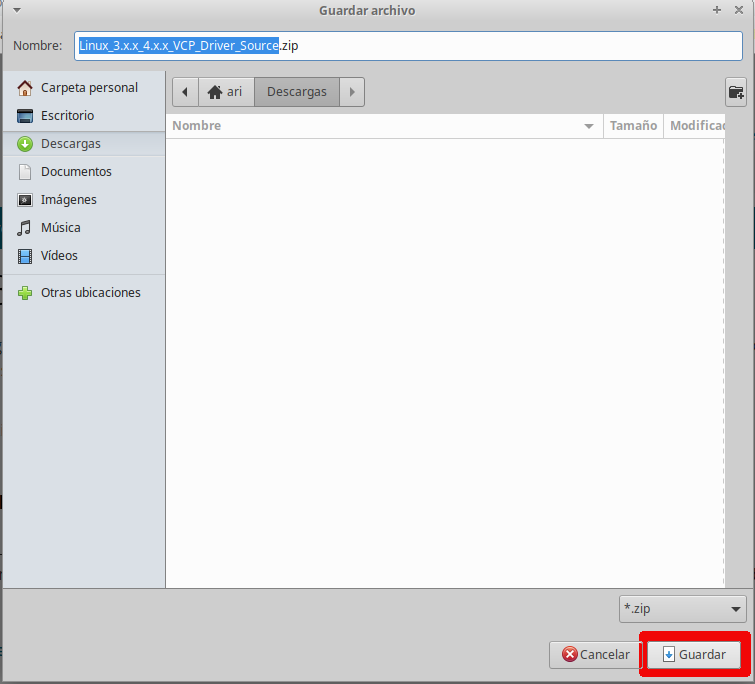 Guardar archivo
Nombre: Linux_3.x.x_4.x.x_VCP_Driver_Source.zip
Carpeta personal
Escritorio
Descargas
Documentos
Imágenes
Música
Vídeos
Otras ubicaciones
ari Descargas
Nombre Tamaño Modificac
*.zip
Cancelar Guardar